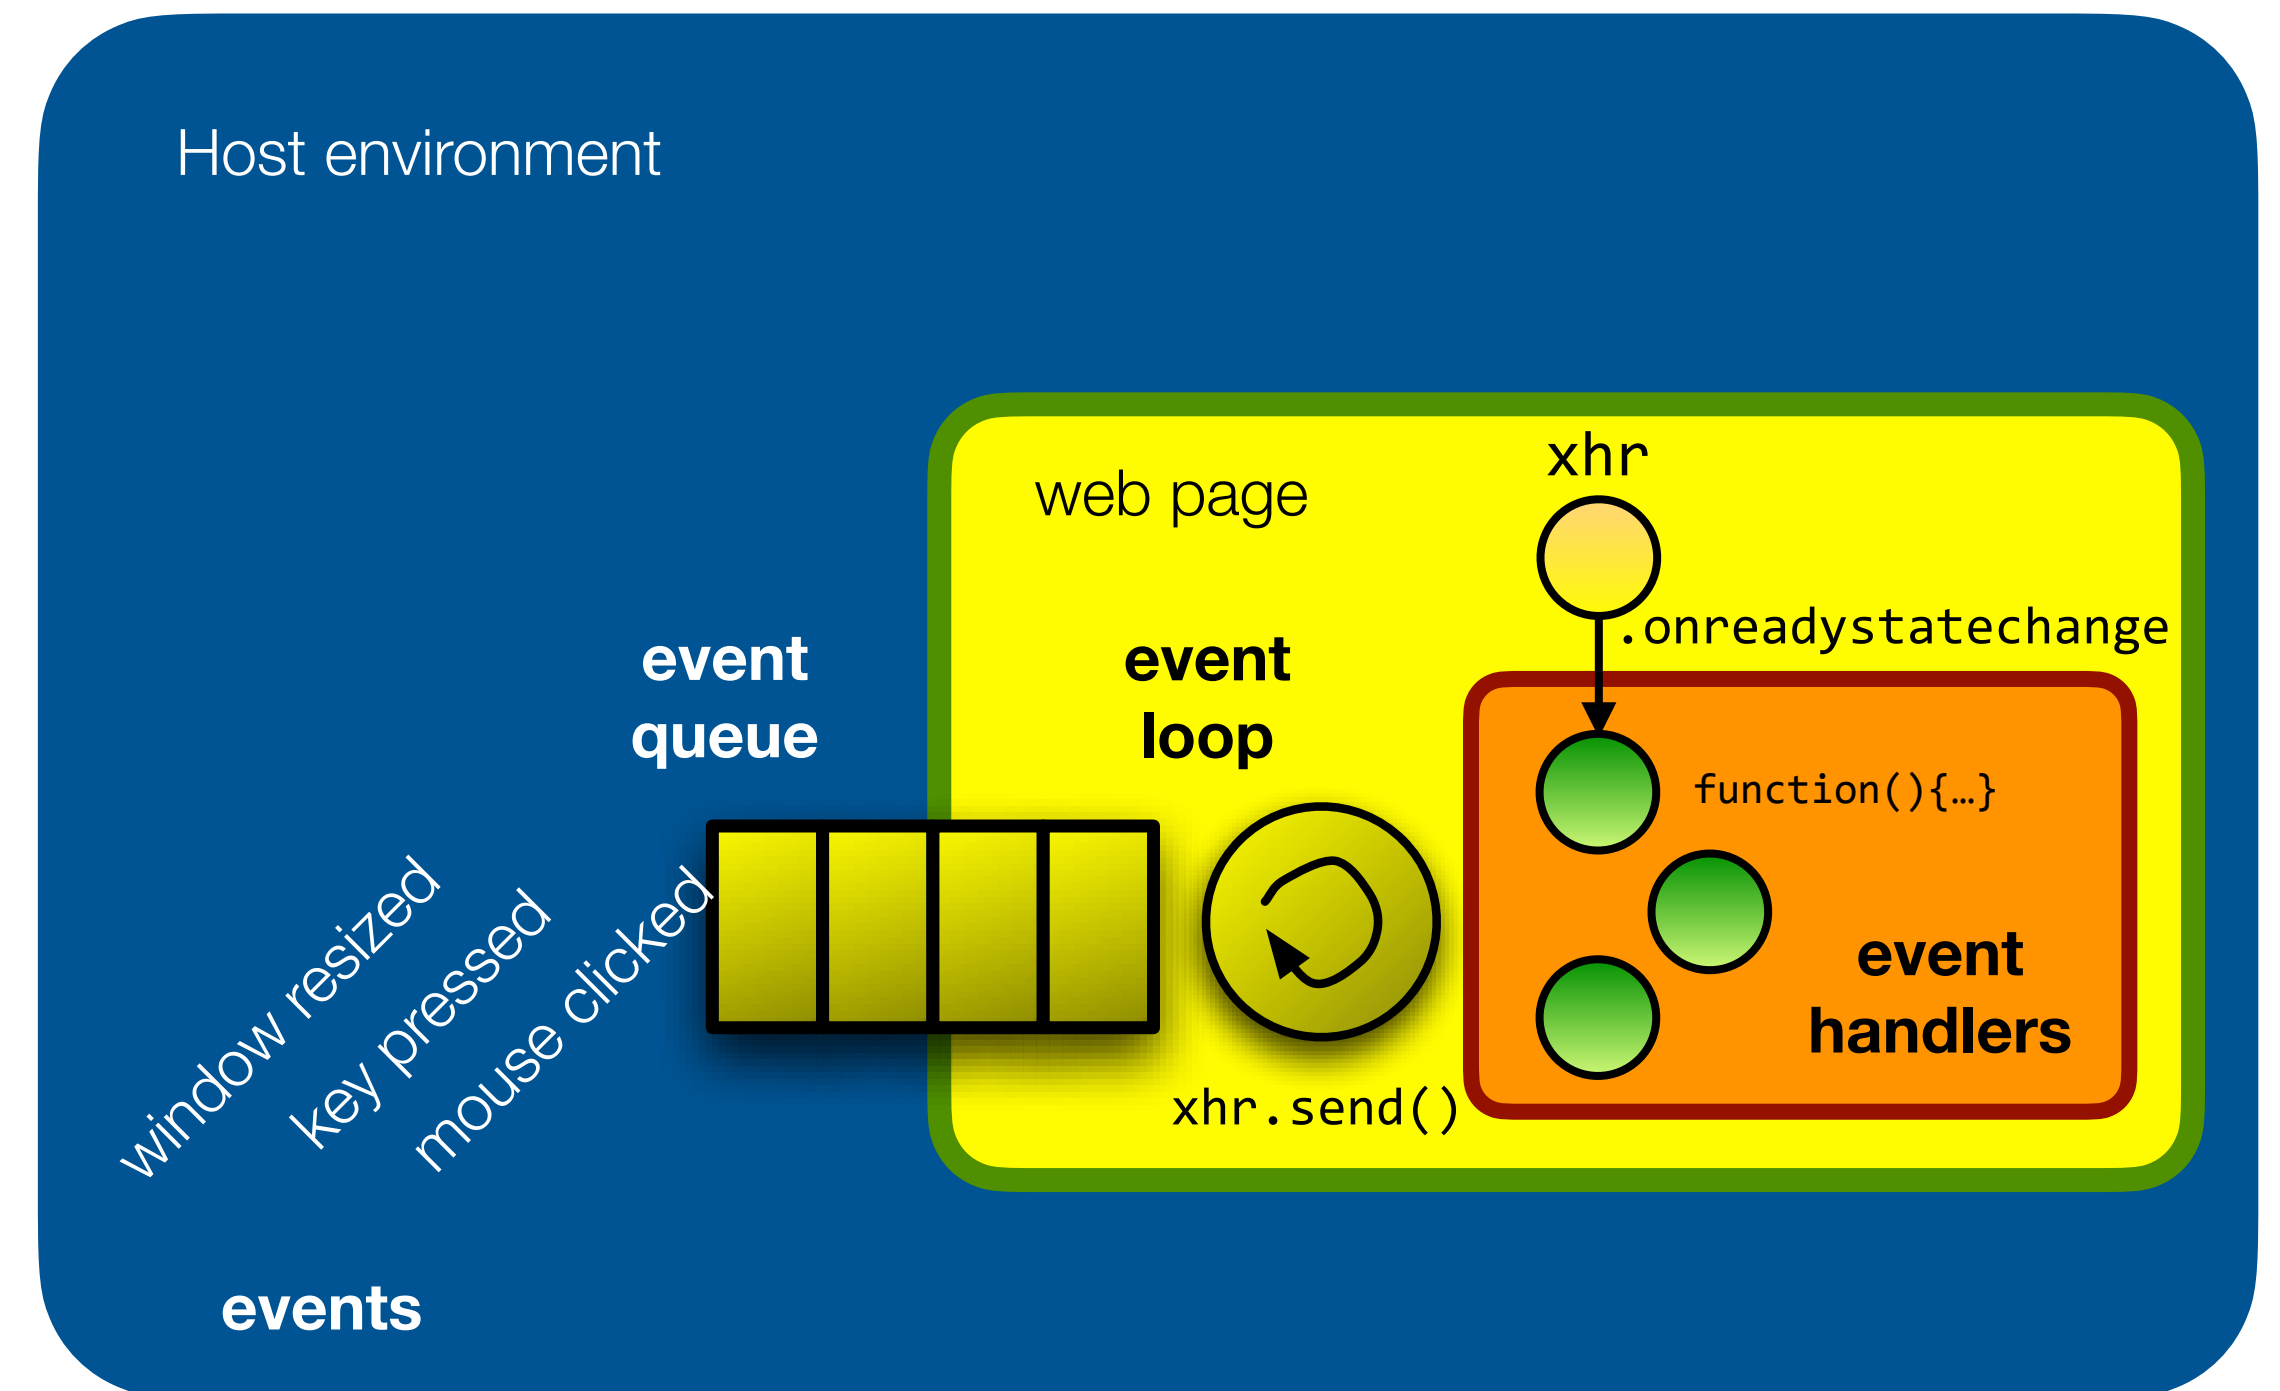 Host environment
web page
xhr
.onreadystatechange
event
queue
event
loop
function(){…}
event
handlers
window resized
key pressed
mouse clicked
xhr.send()
events